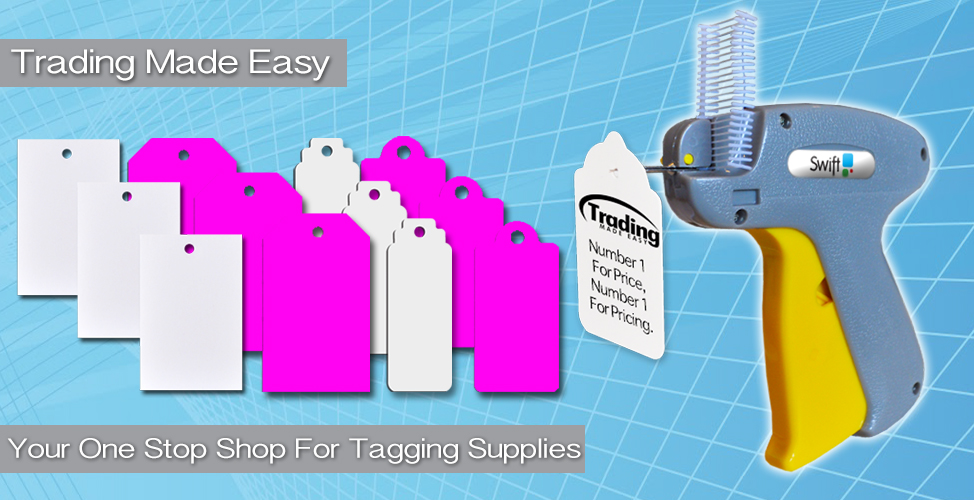 Trading Made Easy
Swift
Trading
MADE EASY
Number 1
For Price,
Number 1
For Pricing.
Your One Stop Shop For Tagging Supplies